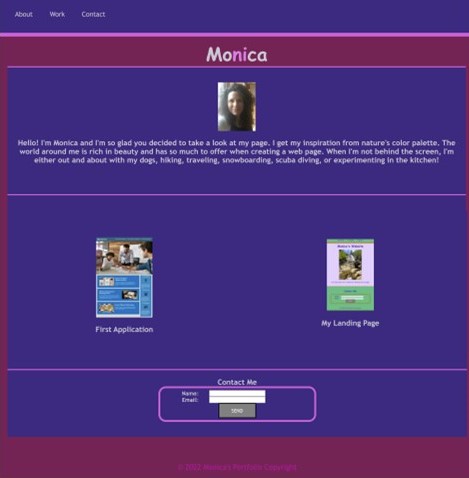 About Work Contact
Monica
Hello! I'm Monica and I'm so glad you decided to take a look at my page. I get my inspiration from nature's color palette. The
world around me is rich in beauty and has so much to offer when creating a web page. When I'm not behind the screen, I'm
either out and about with my dogs, hiking, traveling, snowboarding, scuba diving, or experimenting in the kitchen!
First Application
My Landing Page
Contact Me
Name:
Email:
SEND
© 2022 Monica's Portfolio Copyright